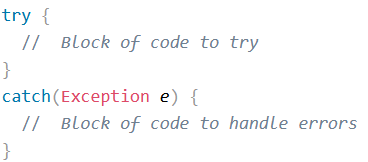 try {
  //  Block of code to try
}
catch(Exception e) {
  //  Block of code to handle errors
}